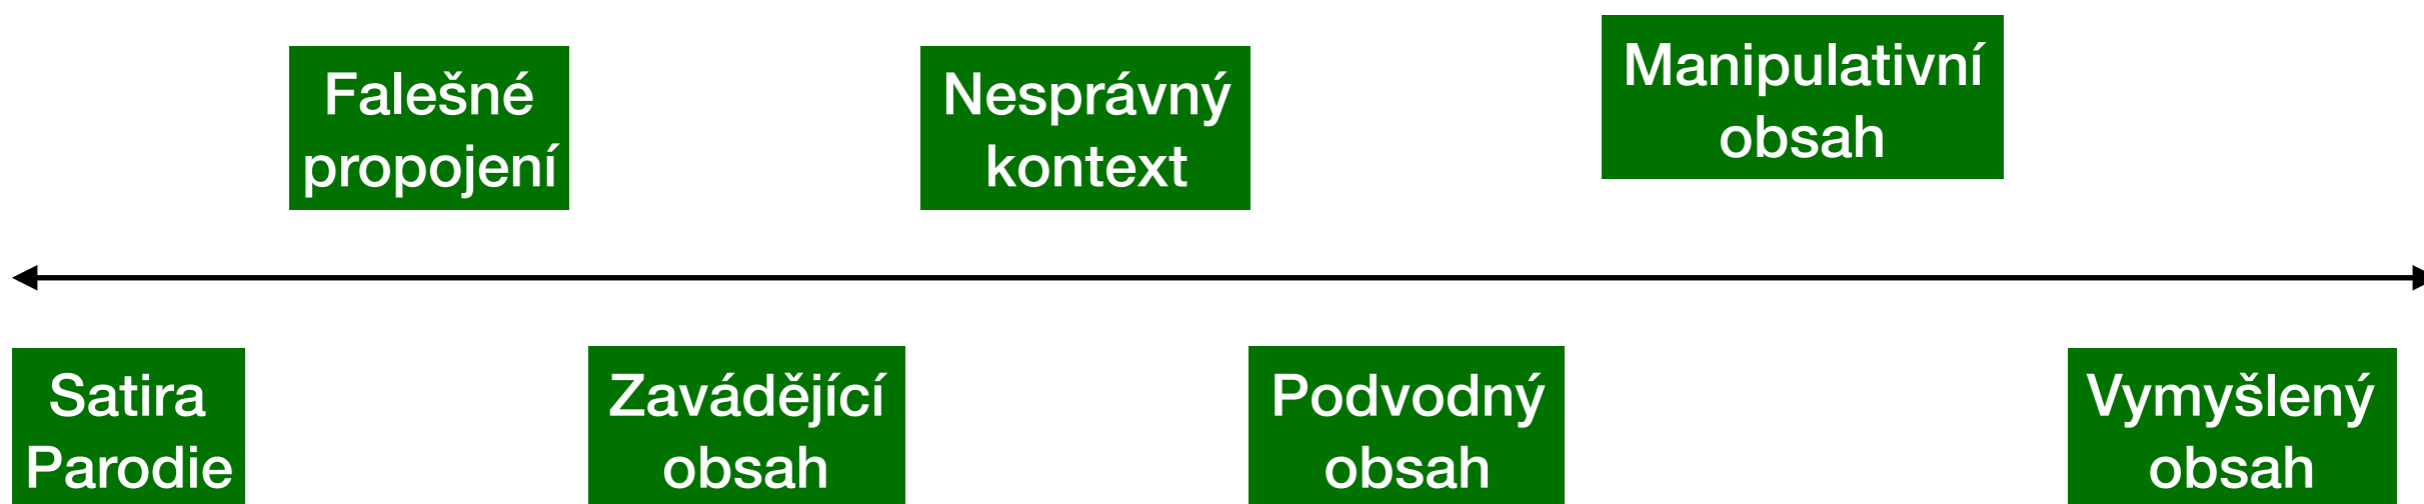 Falešné
propojení
Nesprávný
kontext
Manipulativní
obsah
Satira
Parodie
Zavádějící
obsah
Podvodný
obsah
Vymyšlený
obsah